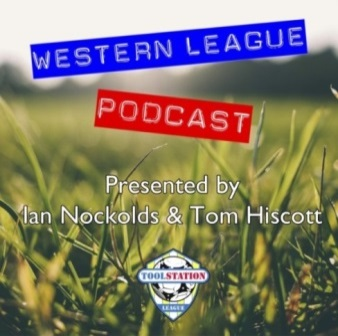 WESTERN LEAGUE
PODCAST
Presented by
Ian Nockolds & Tom Hiscott
TOOLSTATION
LEAGUE